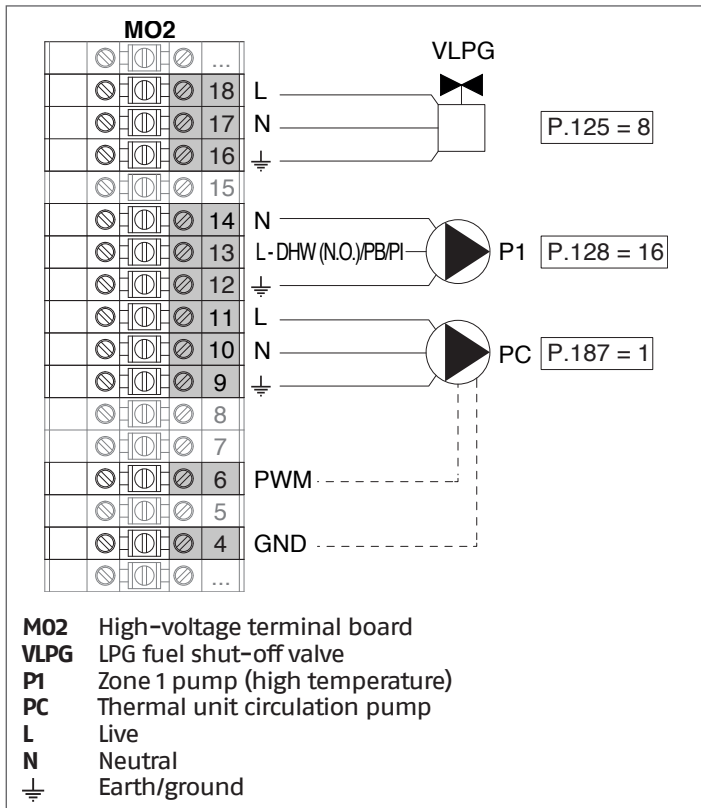 MO2
...
VLPG
18 L
17 N
P.125 = 8
16
15
14 N
13 L - DHW (N.O.)/PB/PI P1 P.128 = 16
12
11 L
10 N PC P.187 = 1
9
8
7
6 PWM
5
4 GND
...
M02 High-voltage terminal board
VLPG LPG fuel shut-off valve
P1 Zone 1 pump (high temperature)
PC Thermal unit circulation pump
L Live
N Neutral
⏚ Earth/ground